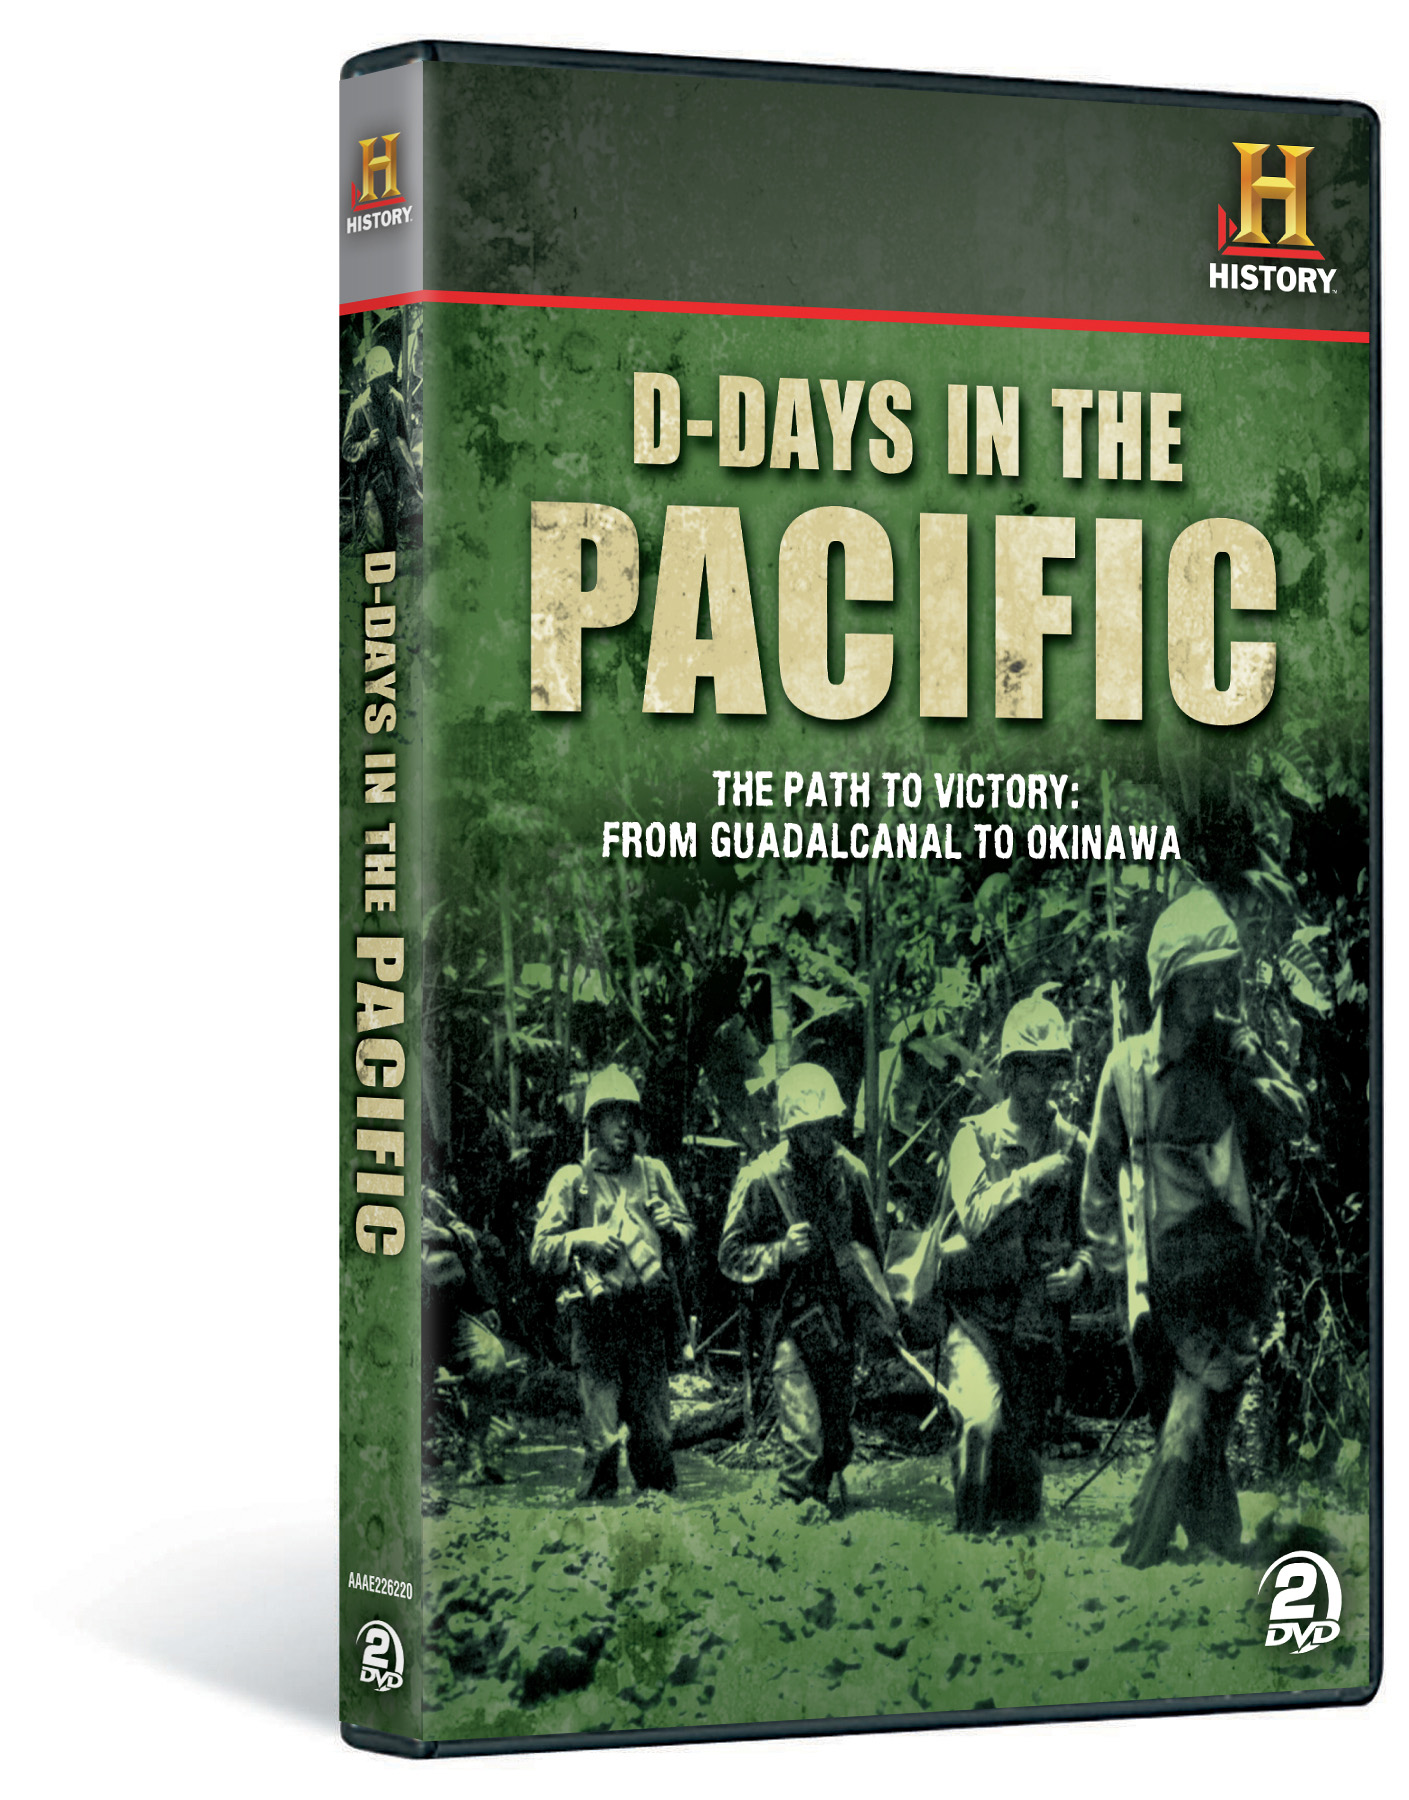 H
HISTORY
D-DAYS IN THE PACIFIC
AAAE226220
2
DVD
H
HISTORY™
D-DAYS IN THE
PACIFIC
THE PATH TO VICTORY:
FROM GUADALCANAL TO OKINAWA
2
DVD